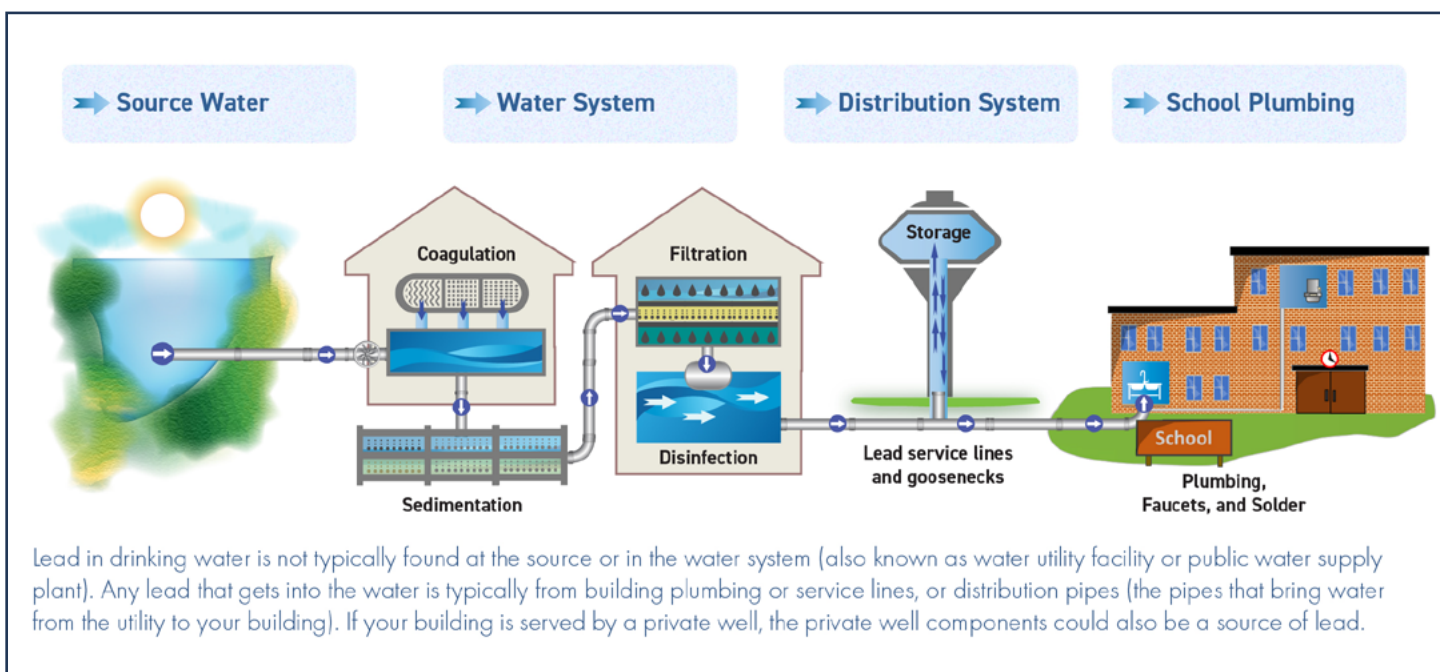 Source Water
Water System
Distribution System
School Plumbing
Coagulation
Filtration
Storage
Disinfection
Sedimentation
Lead service lines
and goosenecks
School
Plumbing,
Faucets, and Solder
Lead in drinking water is not typically found at the source or in the water system (also known as water utility facility or public water supply
plant). Any lead that gets into the water is typically from building plumbing or service lines, or distribution pipes (the pipes that bring water
from the utility to your building). If your building is served by a private well, the private well components could also be a source of lead.